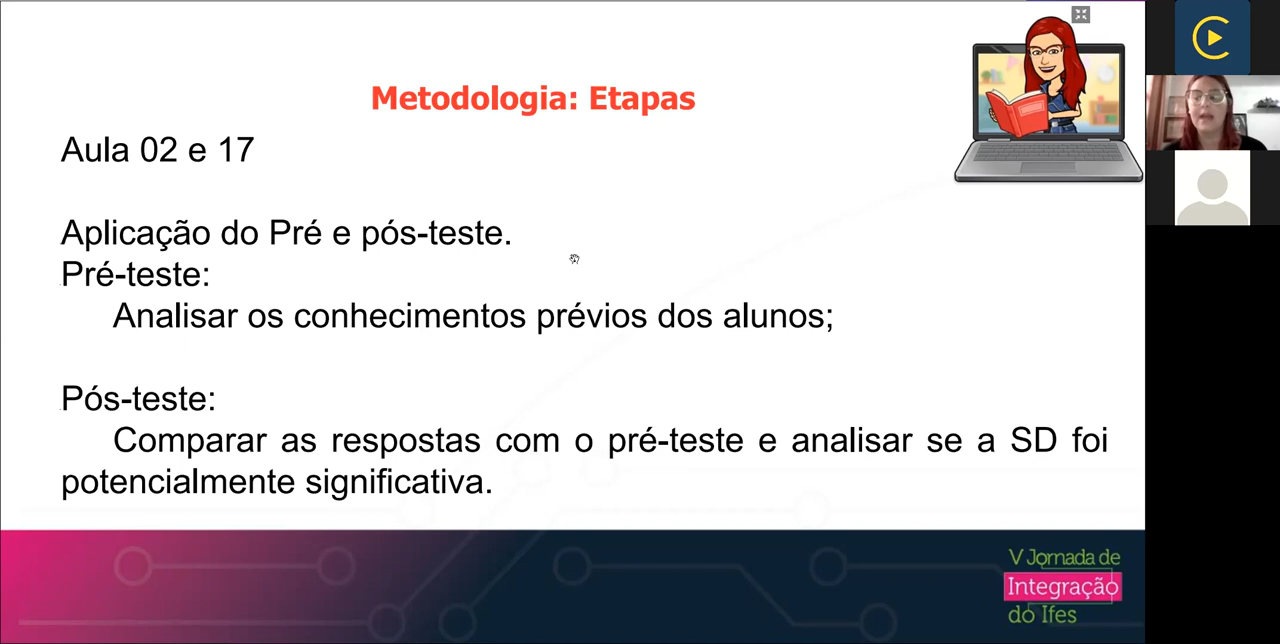 Metodologia: Etapas
Aula 02 e 17
Aplicação do Pré e pós-teste.
Pré-teste:
Analisar os conhecimentos prévios dos alunos;
Pós-teste:
Comparar as respostas com o pré-teste e analisar se a SD foi
potencialmente significativa.
V Jornada de
Integração
do Ifes